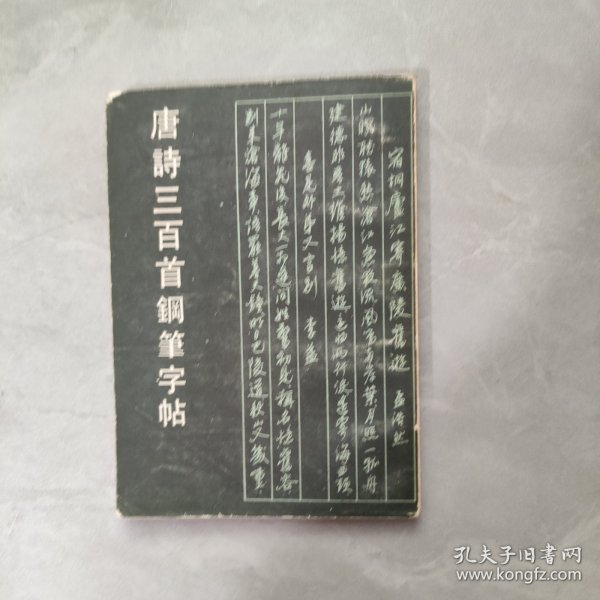 唐詩三百首鋼筆字帖
宿桐廬江寄廣陵舊遊 孟浩然
山暝聽猿愁滄江急夜流風鳴兩岸葉月照一孤舟
建德非吾土維揚憶舊遊還將兩行淚遙寄海西頭
喜見外弟又言別 李益
十年離亂後長大一相逢問姓驚初見稱名憶舊容
別來滄海事語罷暮天鐘明日巴陵道秋山又幾重
孔夫子旧书网
www.kongfz.com